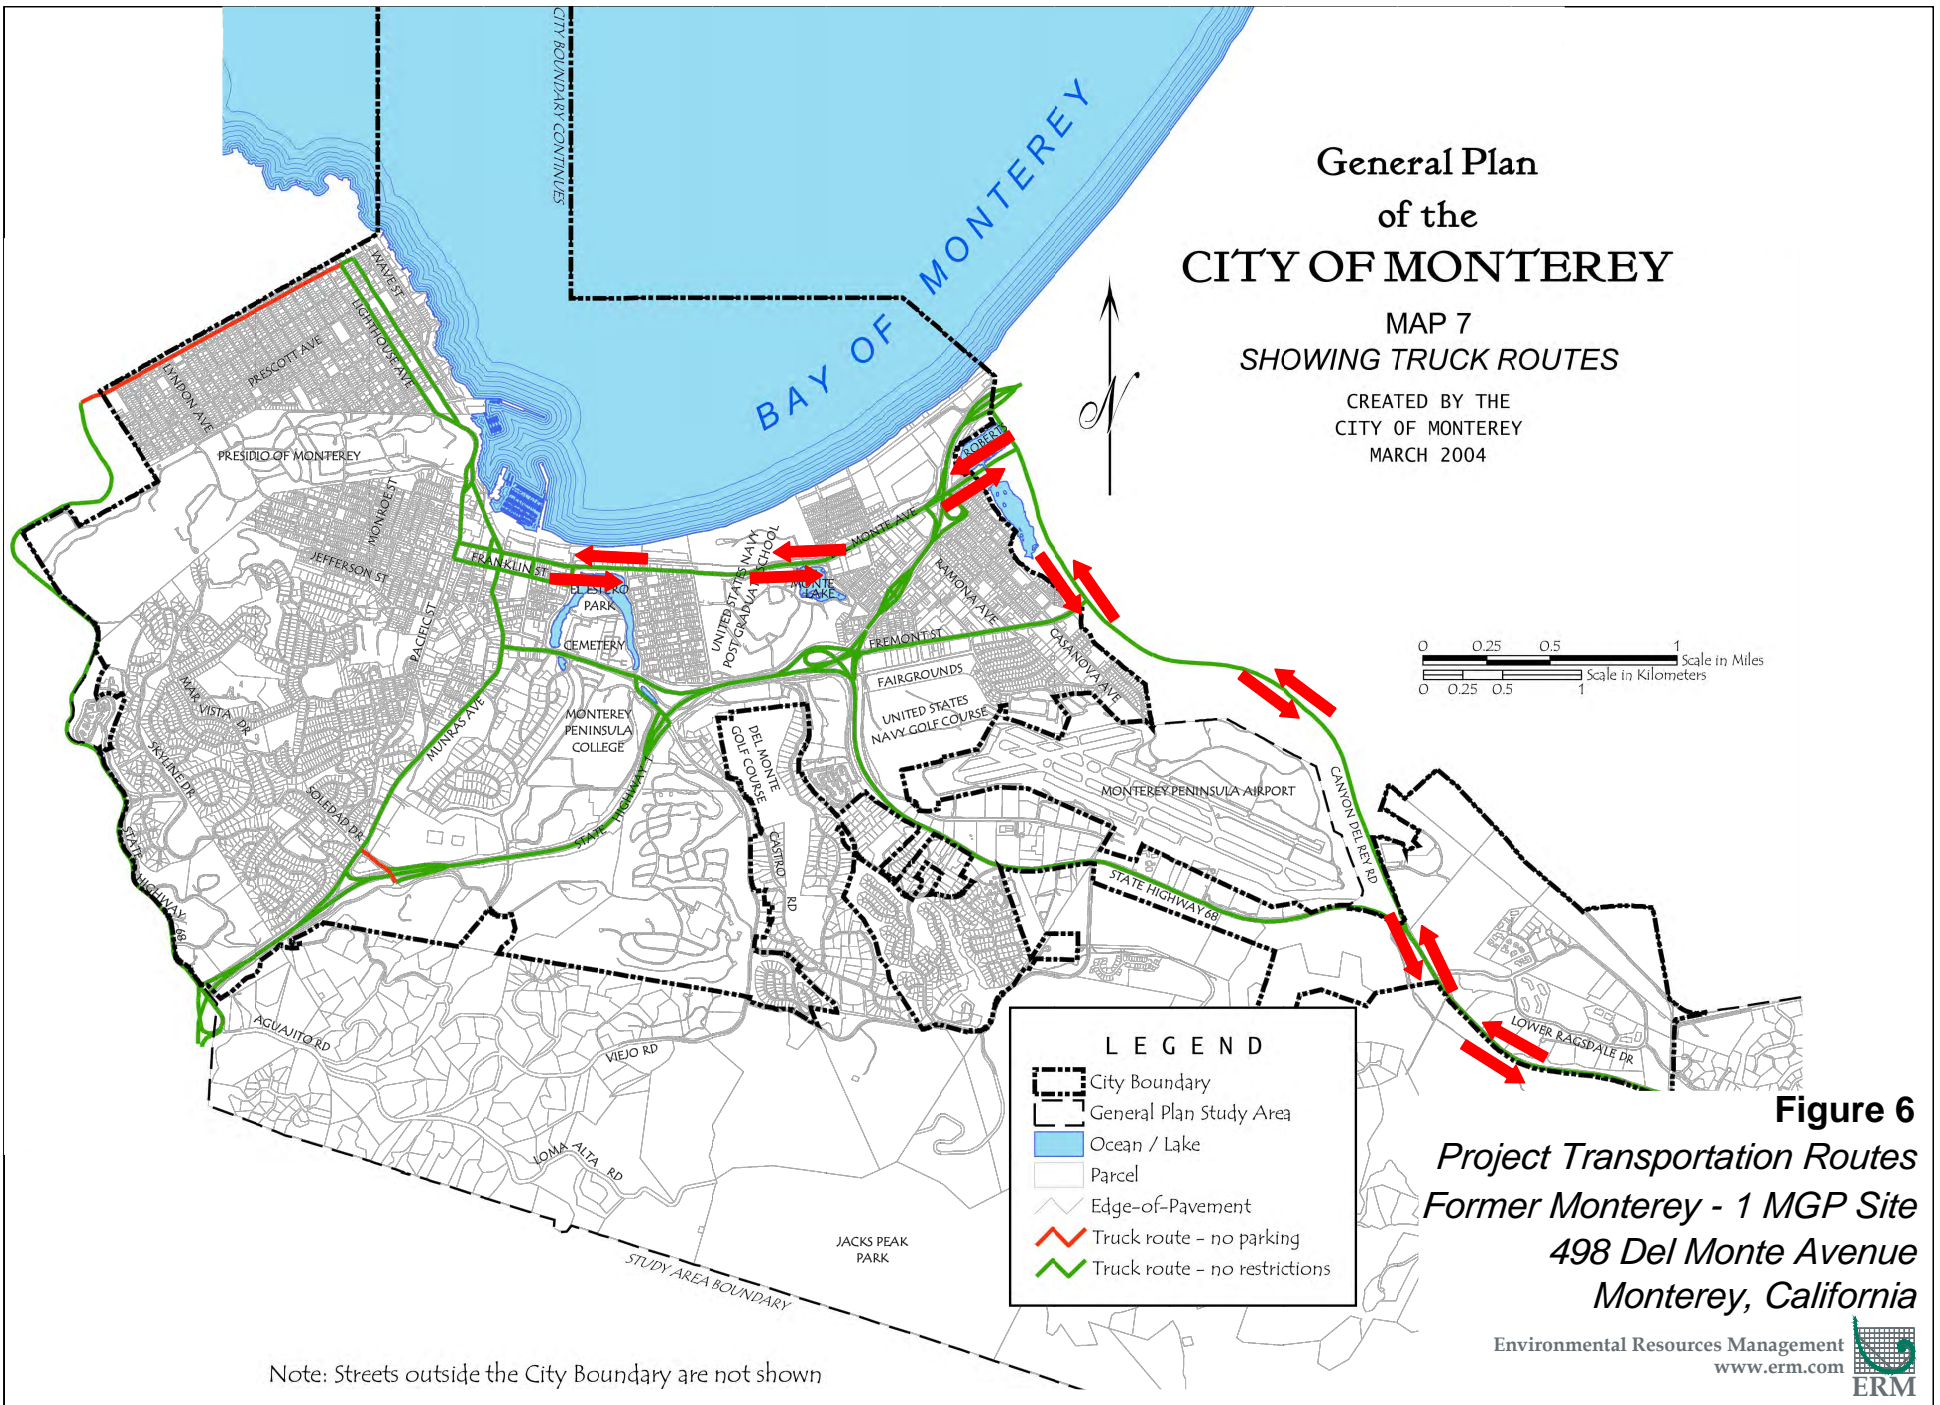 General Plan
of the
CITY OF MONTEREY
MAP 7
SHOWING TRUCK ROUTES
CREATED BY THE
CITY OF MONTEREY
MARCH 2004
CITY BOUNDARY CONTINUES
BAY OF MONTEREY
N
WAVE ST
LIGHTHOUSE AVE
PRESCOTT AVE
LYNDON AVE
PRESIDIO OF MONTEREY
MONROE ST
JEFFERSON ST
FRANKLIN ST
PACIFIC ST
EL ESTERO
PARK
CEMETERY
UNITED STATES NAVY
POST GRADUATE SCHOOL
MONTE
LAKE
MONTE AVE
ROBERTS
RAMONA AVE
FREMONT ST
CASANOVA AVE
FAIRGROUNDS
UNITED STATES
NAVY GOLF COURSE
MONTEREY
PENINSULA
COLLEGE
MUNRAS AVE
MAR VISTA DR
SKYLINE DR
SOLEDAD DR
STATE HIGHWAY 68
STATE HIGHWAY 1
DEL MONTE
GOLF COURSE
CASTRO RD
MONTEREY PENINSULA AIRPORT
CANYON DEL REY RD
STATE HIGHWAY 68
LOWER RAGSDALE DR
AGUAJITO RD
VIEJO RD
LOMA ALTA RD
JACKS PEAK
PARK
STUDY AREA BOUNDARY
0 0.25 0.5 1
Scale in Miles
Scale in Kilometers
0 0.25 0.5 1
LEGEND
City Boundary
General Plan Study Area
Ocean / Lake
Parcel
Edge-of-Pavement
Truck route - no parking
Truck route - no restrictions
Note: Streets outside the City Boundary are not shown
Figure 6
Project Transportation Routes
Former Monterey - 1 MGP Site
498 Del Monte Avenue
Monterey, California
Environmental Resources Management
www.erm.com
ERM